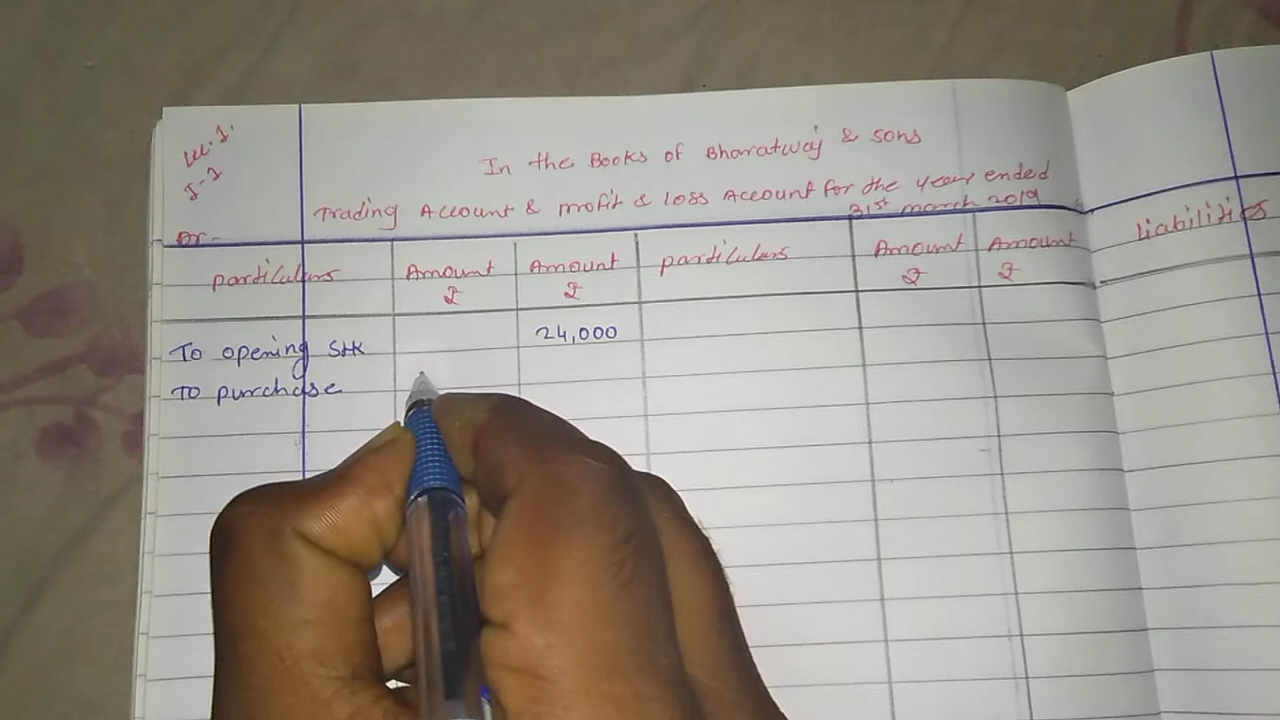 In the Books of Bharatwaj & sons
Trading Account & profit & loss Account for the year ended
31st march 2019
Dr-
particulars Amount ₹ Amount ₹ particulars Amount ₹ Amount ₹
Liabilities
To opening Stk 24,000
To purchase